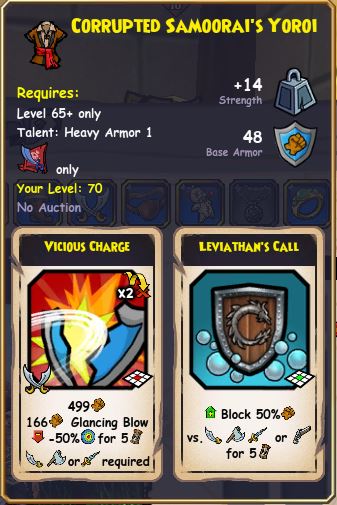 CORRUPTED SAMOORAI'S YOROI
Requires:
Level 65+ only
Talent: Heavy Armor 1
only
Your Level: 70
No Auction
+14
Strength
48
Base Armor
VICIOUS CHARGE
x2
499
166 Glancing Blow
-50% for 5
or required
LEVIATHAN'S CALL
Block 50%
vs. or
for 5